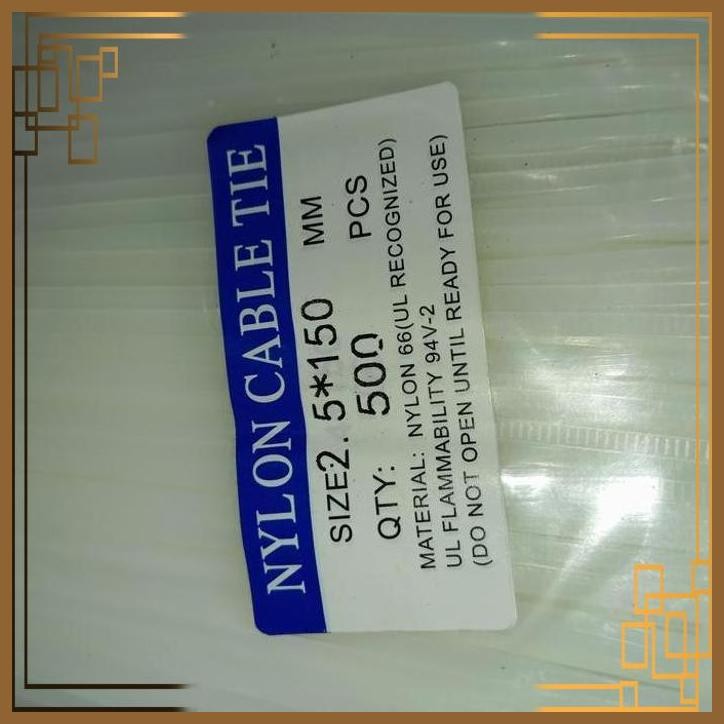 NYLON CABLE TIE
SIZE2.5*150 MM
QTY: 500 PCS
MATERIAL: NYLON 66(UL RECOGNIZED)
UL FLAMMABILITY 94V-2
(DO NOT OPEN UNTIL READY FOR USE)